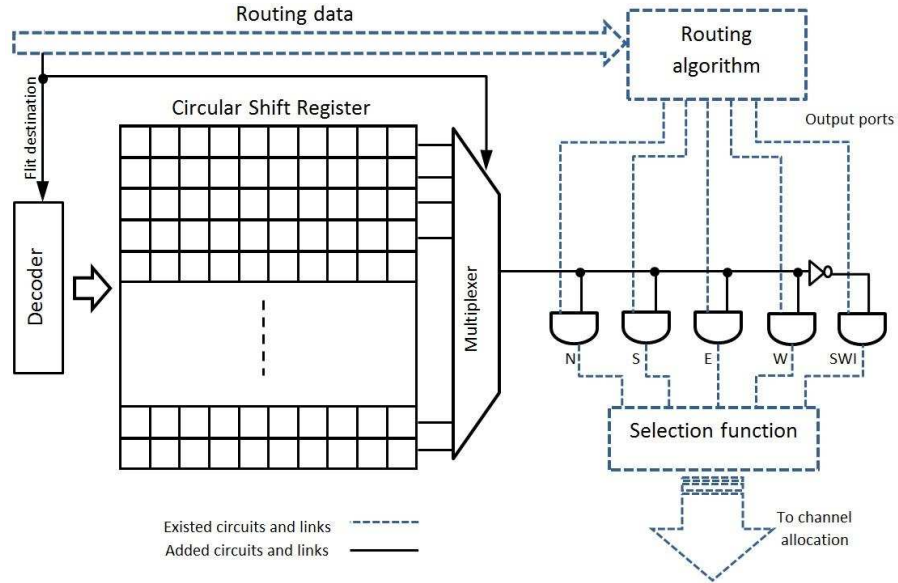 Routing data
Routing
algorithm
Flit destination
Circular Shift Register
Output ports
Decoder
Multiplexer
N
S
E
W
SWI
Selection function
Existed circuits and links
Added circuits and links
To channel
allocation